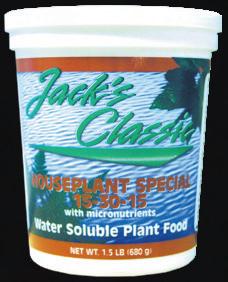 Jack's
Classic
HOUSEPLANT SPECIAL
15-30-15
with micronutrients
Water Soluble Plant Food
NET WT. 1.5 LB (680 g)